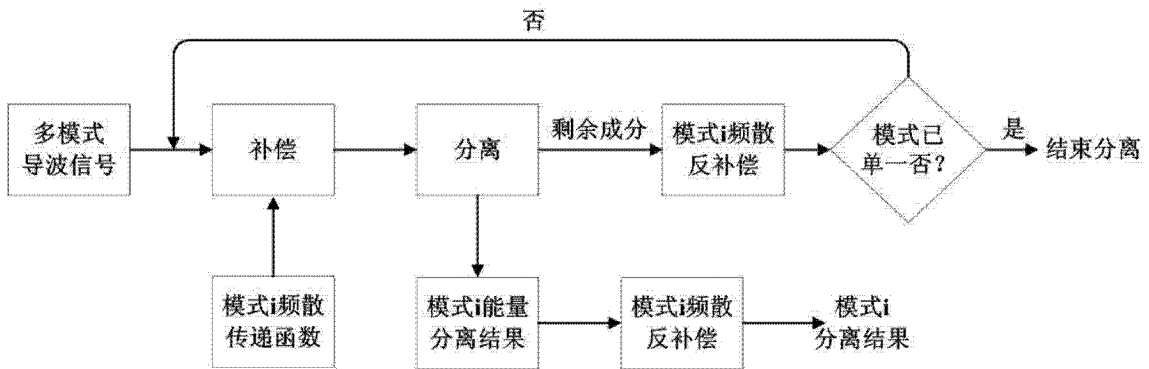 否
多模式
导波信号
补偿
分离
剩余成分
模式i频散
反补偿
模式已
单一否？
是
结束分离
模式i频散
传递函数
模式i能量
分离结果
模式i频散
反补偿
模式i
分离结果